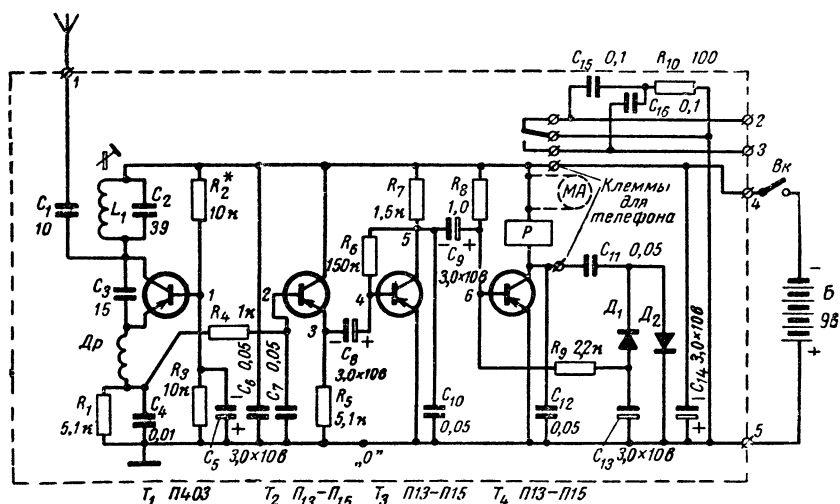 C15 0,1 R10 100
C16 0,1
1
2
3
Вк
4
R2* 10к
R7 1,5к
R8 1,0
МА
Клеммы для телефона
C1 10
L1
C2 39
Р
5
C9 3,0×10в
- +
C11 0,05
R6 150к
C3 15
1
2
4
6
Д1
Д2
-
Б 9в
+
R4 1к
3
- +
C8 3,0×10в
Др
R9 2,2к
C14 3,0×10в
R3 10к
C6 0,05
C7 0,05
R1 5,1к
C4 0,01
-
+
C5 3,0×10в
R5 5,1к
C10 0,05
C12 0,05
C13 3,0×10в
+
5
„0"
T1 П403 T2 П13-П15 T3 П13-П15 T4 П13-П15